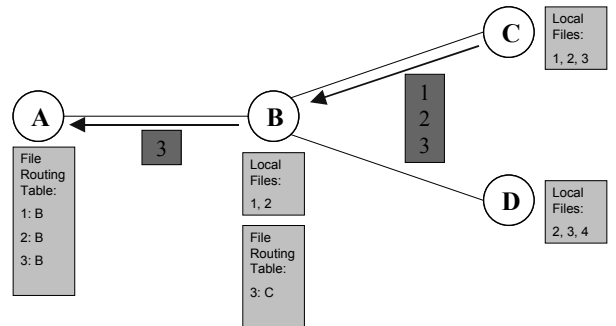 C
Local
Files:
1, 2, 3
1
2
3
A
3
B
File
Routing
Table:
1: B
2: B
3: B
Local
Files:
1, 2
File
Routing
Table:
3: C
D
Local
Files:
2, 3, 4